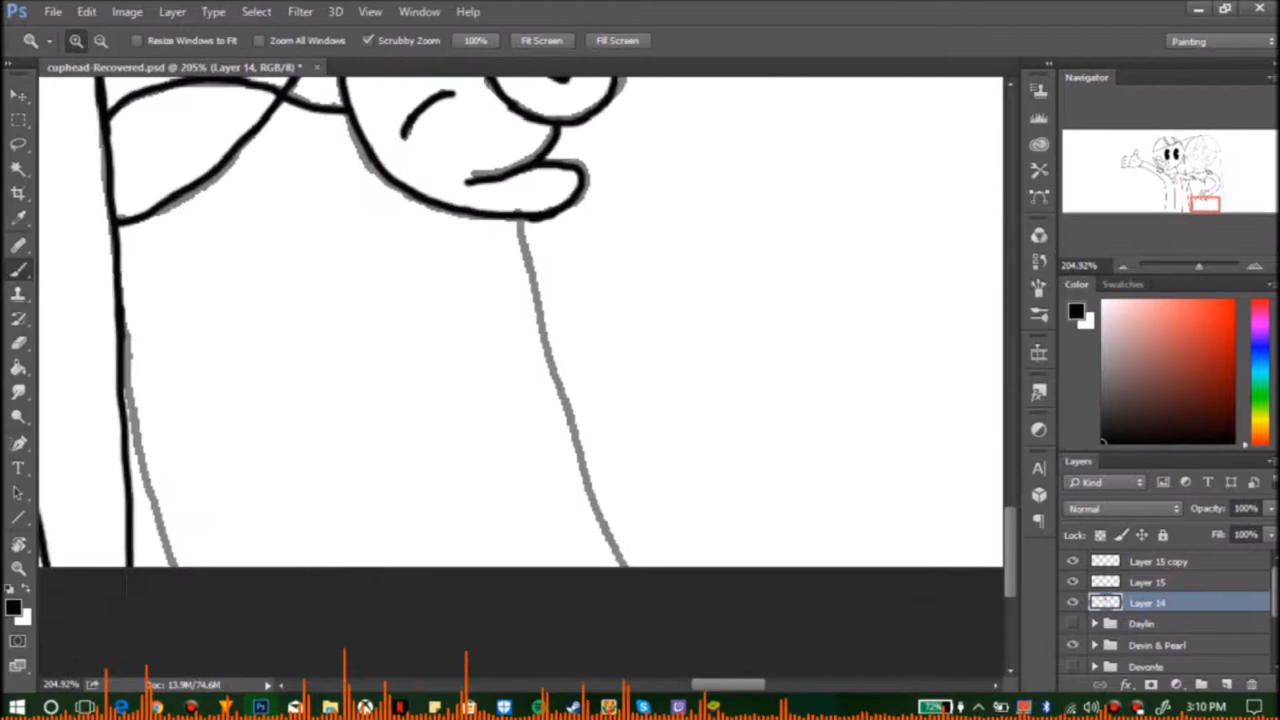 Ps File Edit Image Layer Type Select Filter 3D View Window Help
Resize Windows to Fit Zoom All Windows Scrubby Zoom 100% Fit Screen Fill Screen Painting
cuphead-Recovered.psd @ 205% (Layer 14, RGB/8) *
Navigator
204.92%
Color Swatches
Layers
Kind
Normal Opacity: 100%
Lock: Fill: 100%
Layer 15 copy
Layer 15
Layer 14
Daylin
Devin & Pearl
Devonte
204.92% Doc: 13.9M/74.6M
72% 3:10 PM